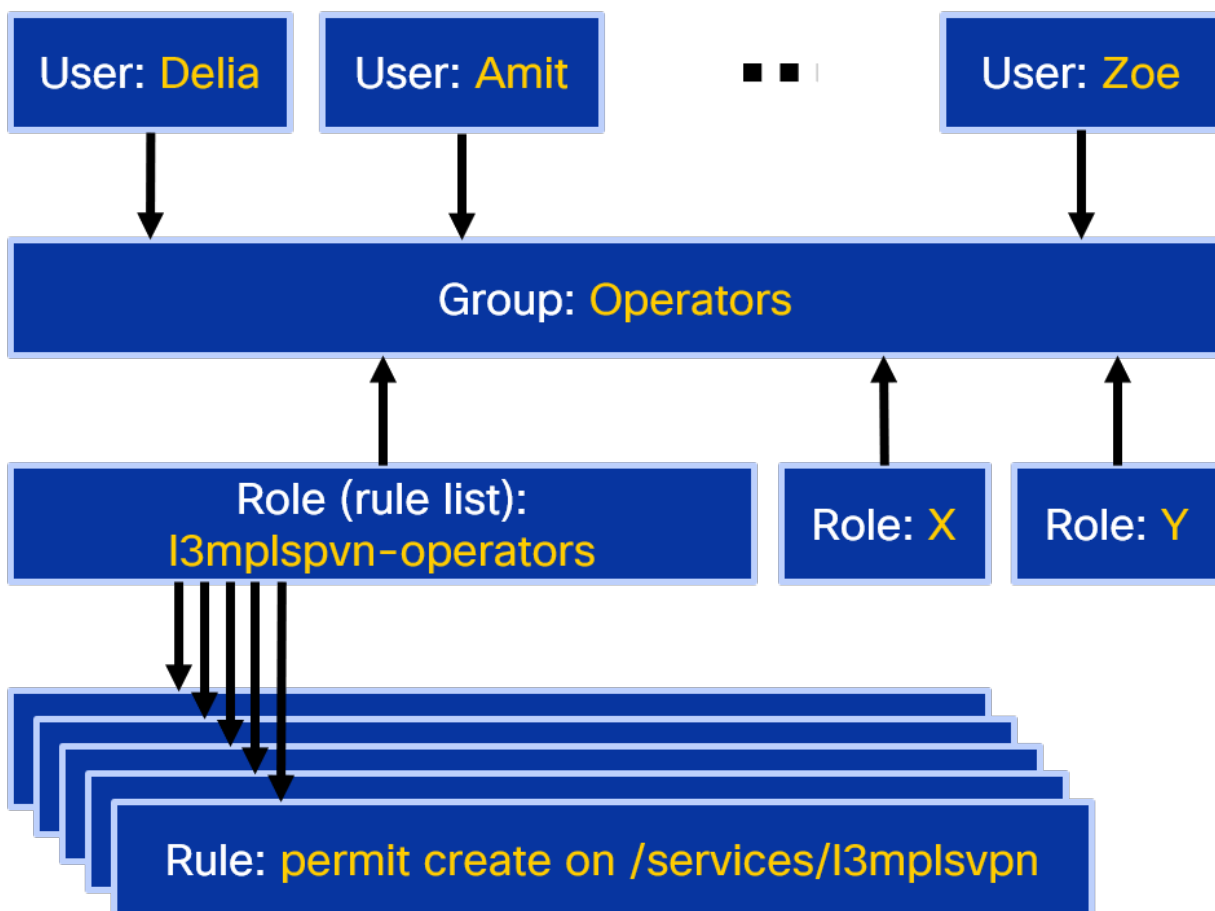 User: Delia
User: Amit
User: Zoe
Group: Operators
Role (rule list):
l3mplspvn-operators
Role: X
Role: Y
Rule: permit create on /services/l3mplsvpn